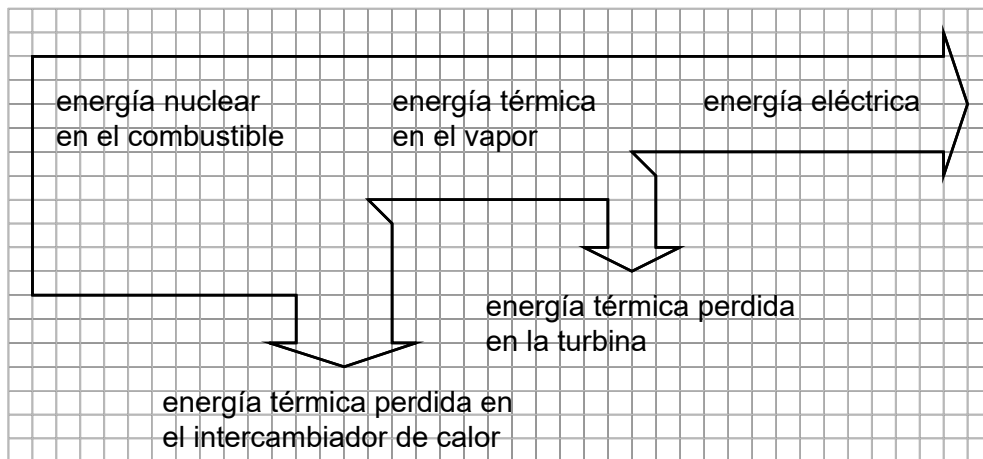 energía nuclear
en el combustible
energía térmica
en el vapor
energía eléctrica
energía térmica perdida
en la turbina
energía térmica perdida en
el intercambiador de calor